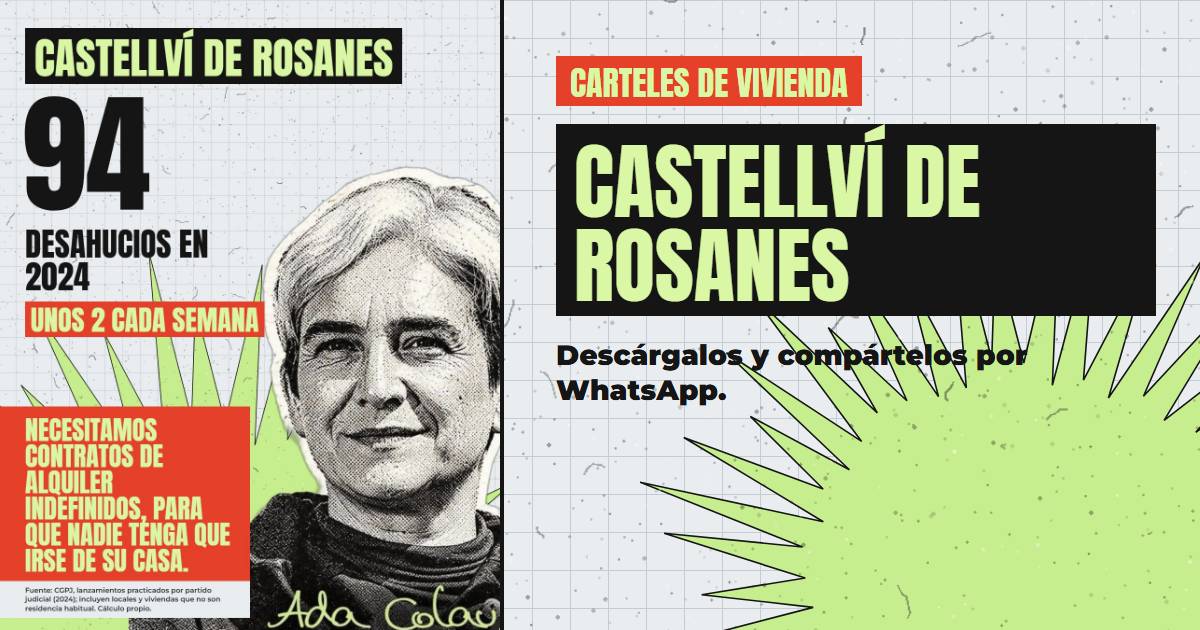 CASTELLVÍ DE ROSANES
94
DESAHUCIOS EN
2024
UNOS 2 CADA SEMANA
NECESITAMOS
CONTRATOS DE
ALQUILER
INDEFINIDOS, PARA
QUE NADIE TENGA QUE
IRSE DE SU CASA.
Fuente: CGPJ, lanzamientos practicados por partido
judicial (2024); incluyen locales y viviendas que no son
residencia habitual. Cálculo propio.
Ada Colau
CARTELES DE VIVIENDA
CASTELLVÍ DE
ROSANES
Descárgalos y compártelos por
WhatsApp.